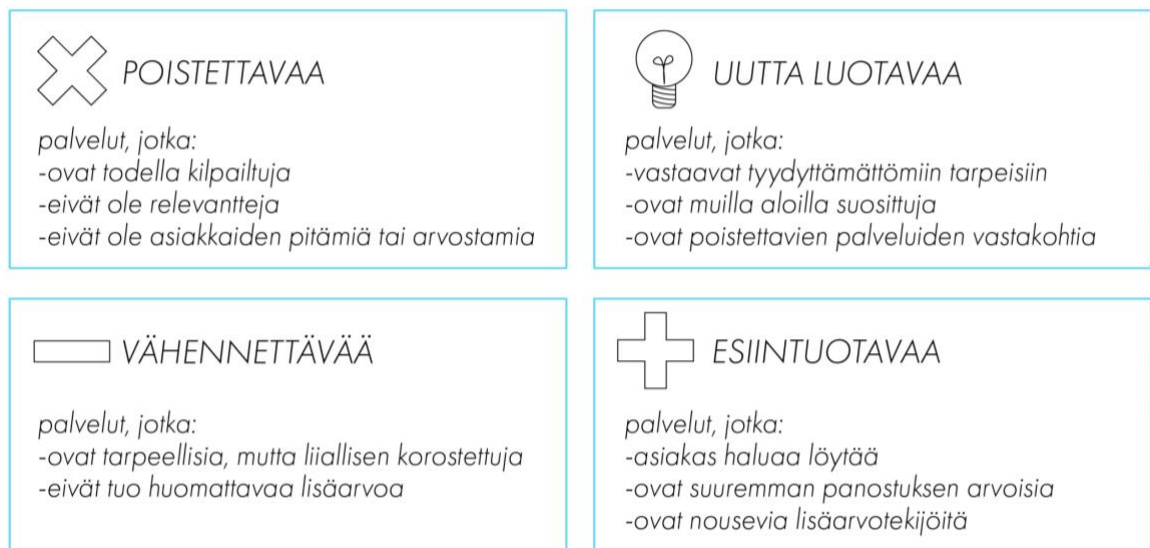 POISTETTAVAA
palvelut, jotka:
-ovat todella kilpailtuja
-eivät ole relevantteja
-eivät ole asiakkaiden pitämiä tai arvostamia
UUTTA LUOTAVAA
palvelut, jotka:
-vastaavat tyydyttämättömiin tarpeisiin
-ovat muilla aloilla suosittuja
-ovat poistettavien palveluiden vastakohtia
VÄHENNETTÄVÄÄ
palvelut, jotka:
-ovat tarpeellisia, mutta liiallisen korostettuja
-eivät tuo huomattavaa lisäarvoa
ESIINTUOTAVAA
palvelut, jotka:
-asiakas haluaa löytää
-ovat suuremman panostuksen arvoisia
-ovat nousevia lisäarvotekijöitä